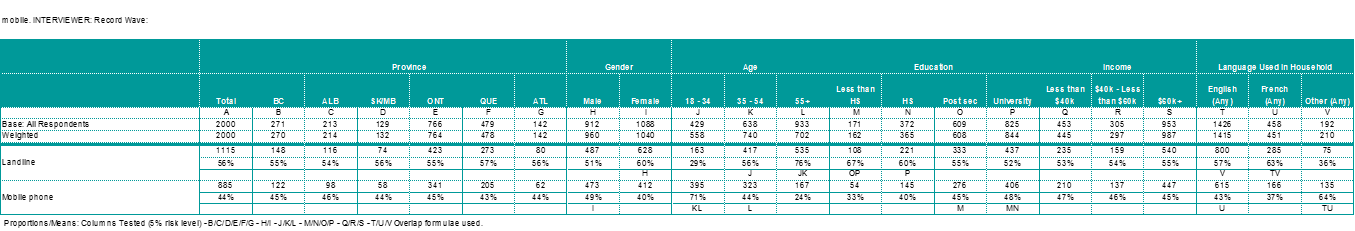 mobile. INTERVIEWER: Record Wave:
Province Gender Age Education Income Language Used in Household
Total BC ALB SK/MB ONT QUE ATL Male Female 18 - 34 35 - 54 55+ Less than HS HS Post sec University Less than $40k $40k - Less than $60k $60k+ English (Any) French (Any) Other (Any)
A B C D E F G H I J K L M N O P Q R S T U V
Base: All Respondents 2000 271 213 129 766 479 142 912 1088 429 638 933 171 372 609 825 453 305 953 1426 458 192
Weighted 2000 270 214 132 764 478 142 960 1040 558 740 702 162 365 608 844 445 297 987 1415 451 210
Landline 1115 148 116 74 423 273 80 487 628 163 417 535 108 221 333 437 235 159 540 800 285 75
56% 55% 54% 56% 55% 57% 56% 51% 60% 29% 56% 76% 67% 60% 55% 52% 53% 54% 55% 57% 63% 36%
H J JK OP P V TV
Mobile phone 885 122 98 58 341 205 62 473 412 395 323 167 54 145 276 406 210 137 447 615 166 135
44% 45% 46% 44% 45% 43% 44% 49% 40% 71% 44% 24% 33% 40% 45% 48% 47% 46% 45% 43% 37% 64%
I KL L M MN U TU
Proportions/Means: Columns Tested (5% risk level) - B/C/D/E/F/G - H/I - J/K/L - M/N/O/P - Q/R/S - T/U/V Overlap formulae used.